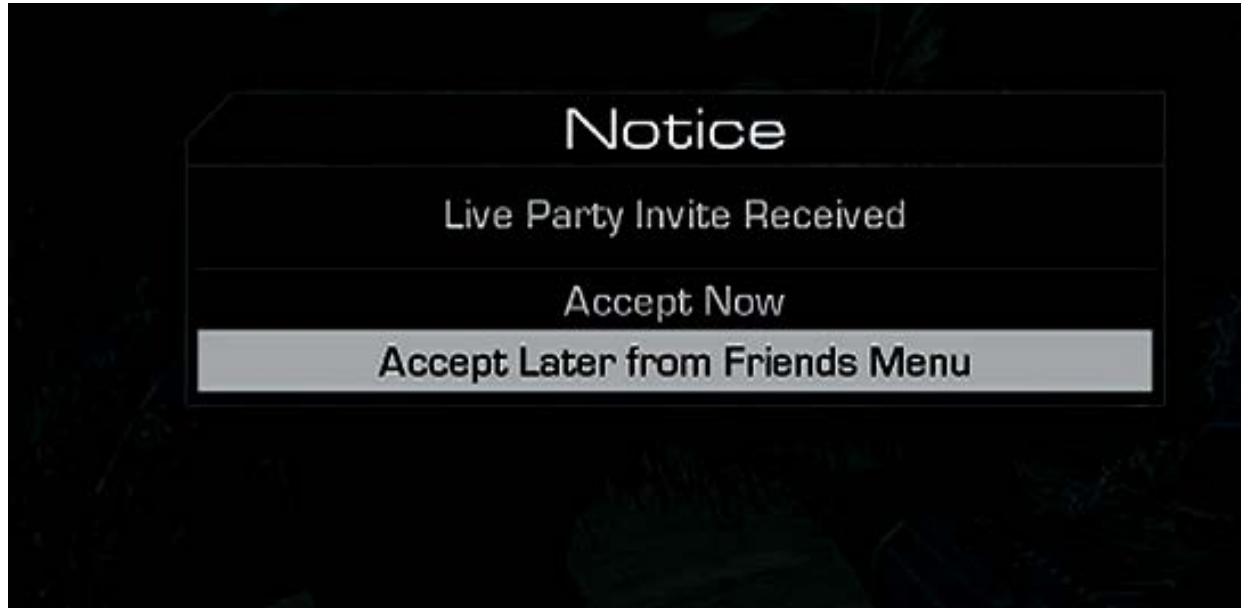 Notice
Live Party Invite Received
Accept Now
Accept Later from Friends Menu